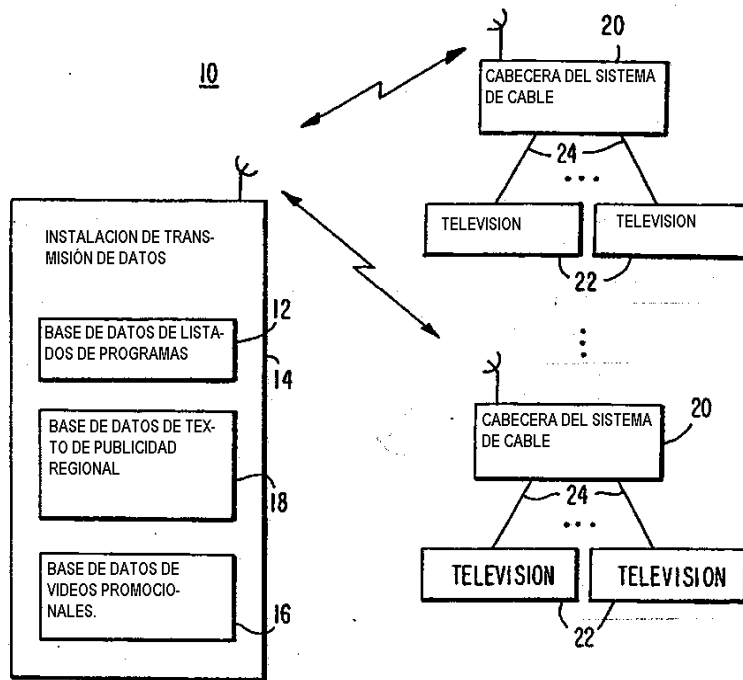 10
INSTALACION DE TRANS-
MISIÓN DE DATOS
12
BASE DE DATOS DE LISTA-
DOS DE PROGRAMAS
14
BASE DE DATOS DE TEX-
TO DE PUBLICIDAD
REGIONAL
18
BASE DE DATOS DE
VIDEOS PROMOCIO-
NALES.
16
20
CABECERA DEL SISTEMA
DE CABLE
24
TELEVISION
TELEVISION
22
CABECERA DEL SISTEMA
DE CABLE
20
24
TELEVISION
TELEVISION
22